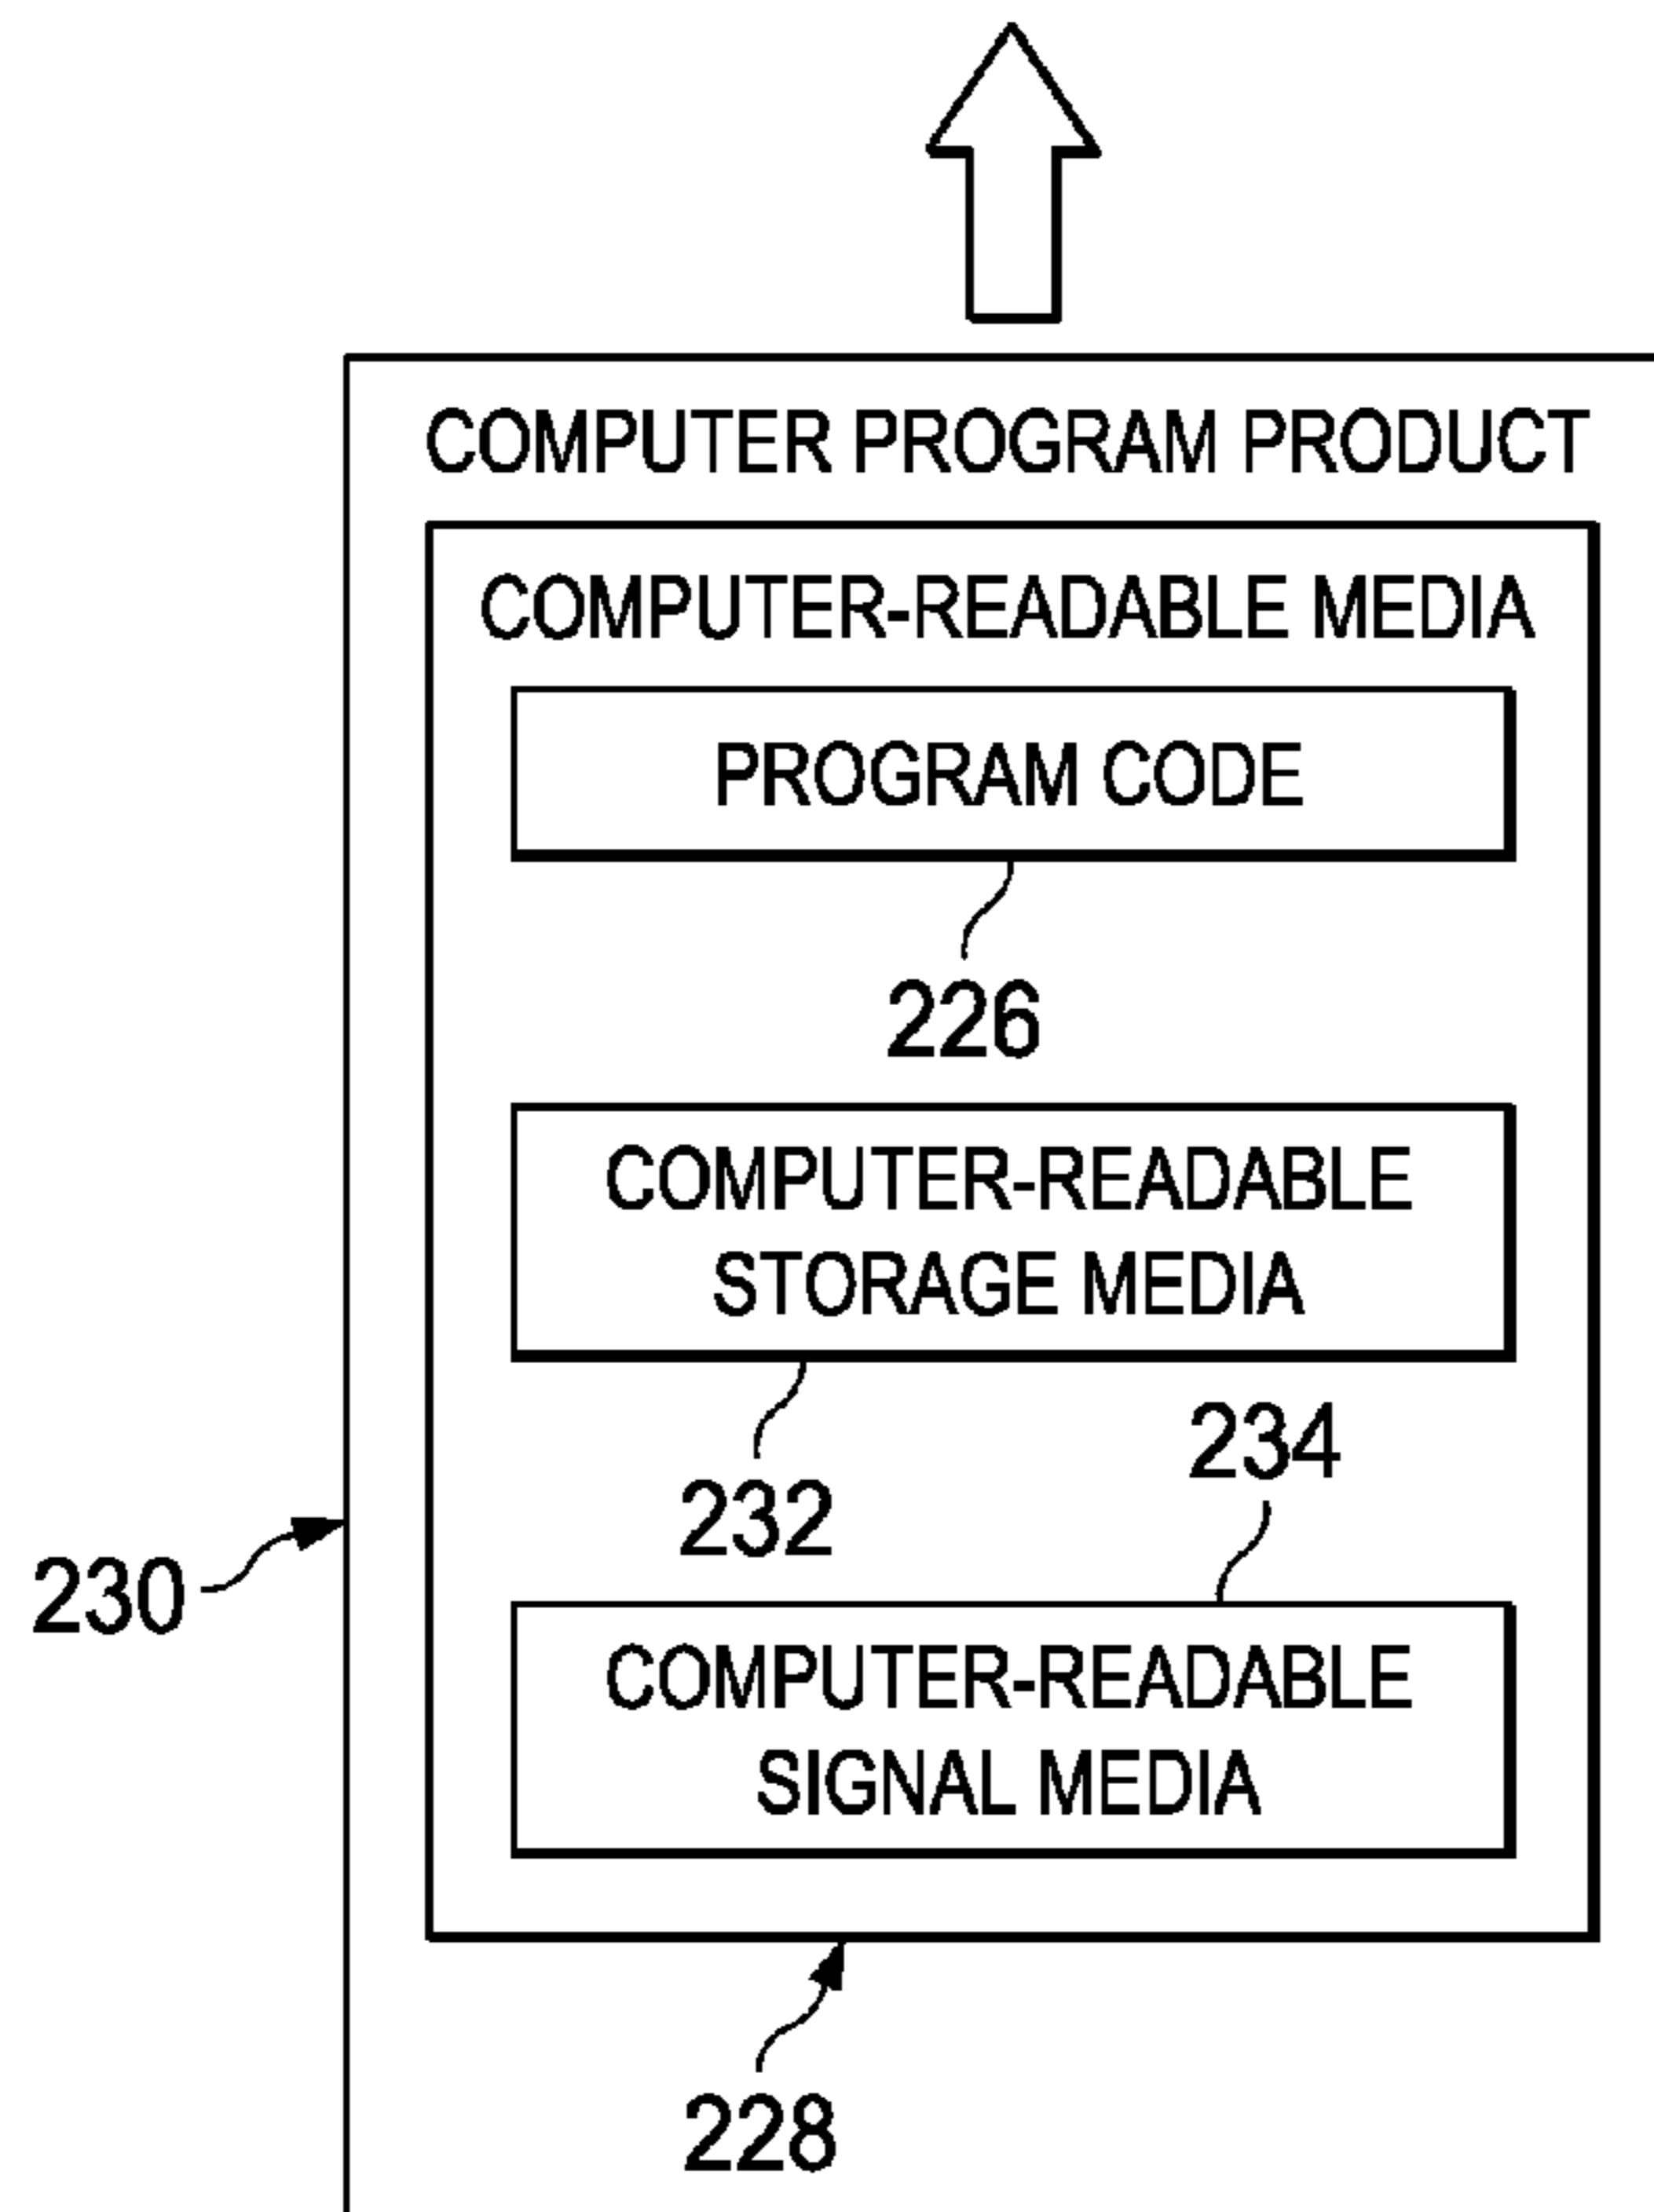 COMPUTER PROGRAM PRODUCT
COMPUTER-READABLE MEDIA
PROGRAM CODE
226
COMPUTER-READABLE
STORAGE MEDIA
234
232
230
COMPUTER-READABLE
SIGNAL MEDIA
228